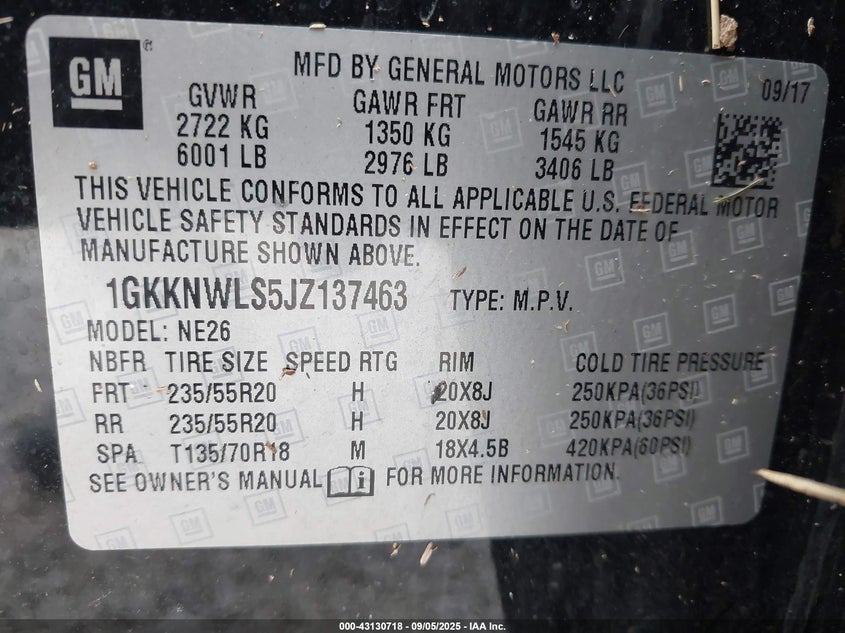 GM ®
MFD BY GENERAL MOTORS LLC
09/17
GVWR GAWR FRT GAWR RR
2722 KG 1350 KG 1545 KG
6001 LB 2976 LB 3406 LB
THIS VEHICLE CONFORMS TO ALL APPLICABLE U.S. FEDERAL MOTOR
VEHICLE SAFETY STANDARDS IN EFFECT ON THE DATE OF
MANUFACTURE SHOWN ABOVE.
1GKKNWLS5JZ137463 TYPE: M.P.V.
MODEL: NE26
NBFR TIRE SIZE SPEED RTG RIM COLD TIRE PRESSURE
FRT 235/55R20 H 20X8J 250KPA(36PSI)
RR 235/55R20 H 20X8J 250KPA(36PSI)
SPA T135/70R18 M 18X4.5B 420KPA(60PSI)
SEE OWNER'S MANUAL i FOR MORE INFORMATION.
000-43130718 - 09/05/2025 - IAA Inc.